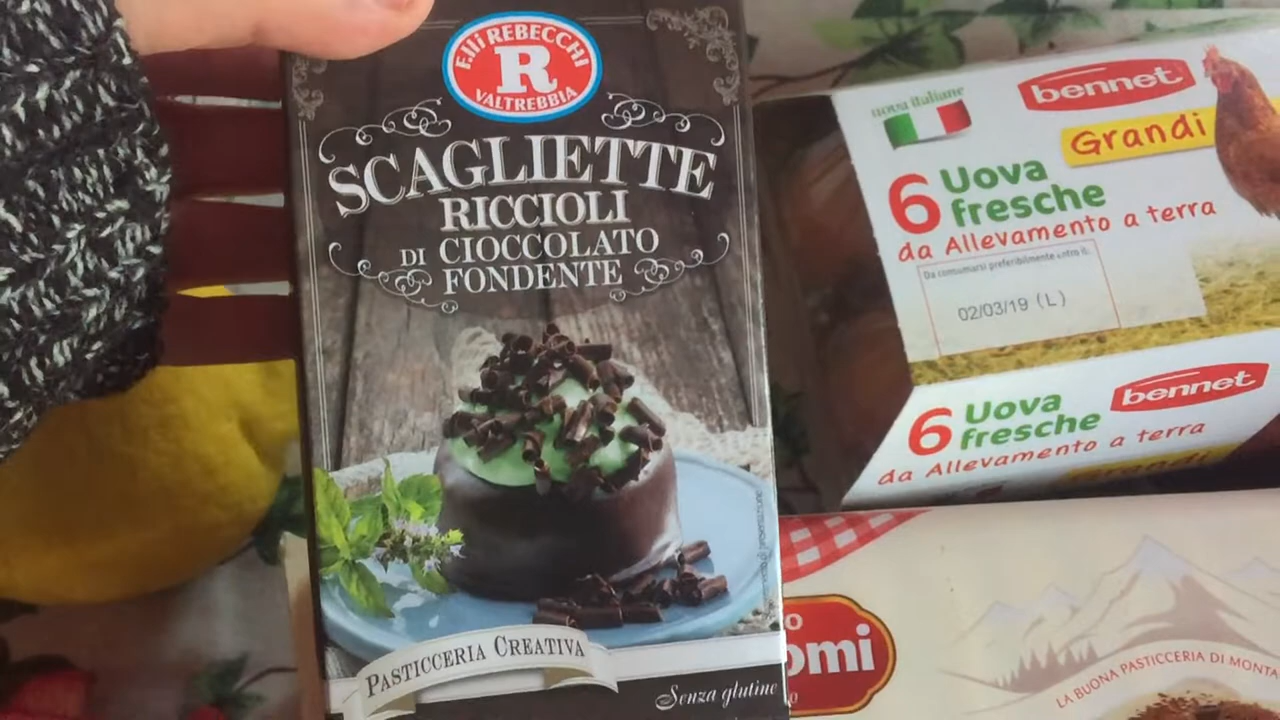 F.lli REBECCHI
R
VALTREBBIA
SCAGLIETTE
RICCIOLI
DI CIOCCOLATO
FONDENTE
PASTICCERIA CREATIVA
Senza glutine
uova italiane
bennet
Grandi
6 Uova
fresche
da Allevamento a terra
Da consumarsi preferibilmente entro il:
02/03/19 (L)
bennet
6 Uova
fresche
da Allevamento a terra
Grandi
omi
LA BUONA PASTICCERIA DI MONTA